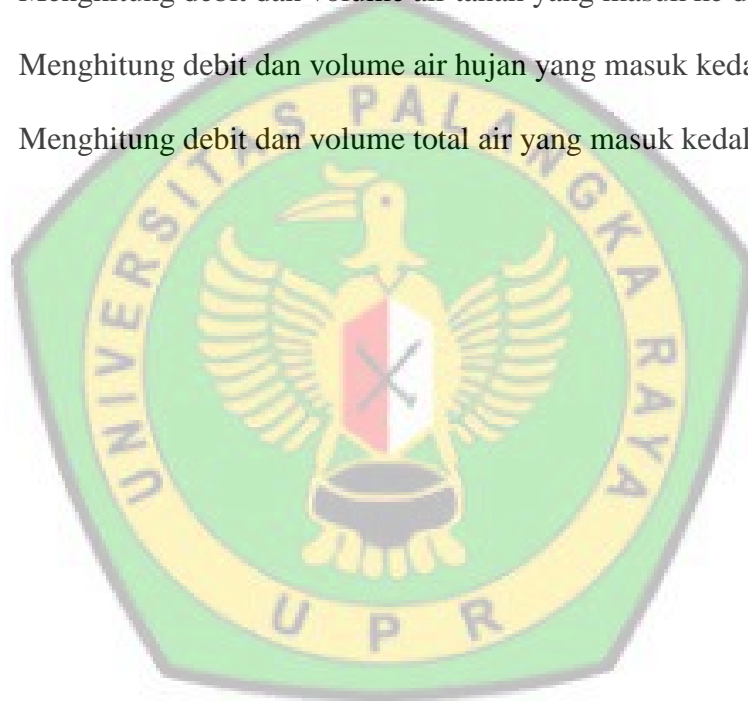 Menghitung debit dan volume air hujan yang masuk keda
Menghitung debit dan volume total air yang masuk kedal
UNIVERSITAS PALANGKA RAYA
UPR